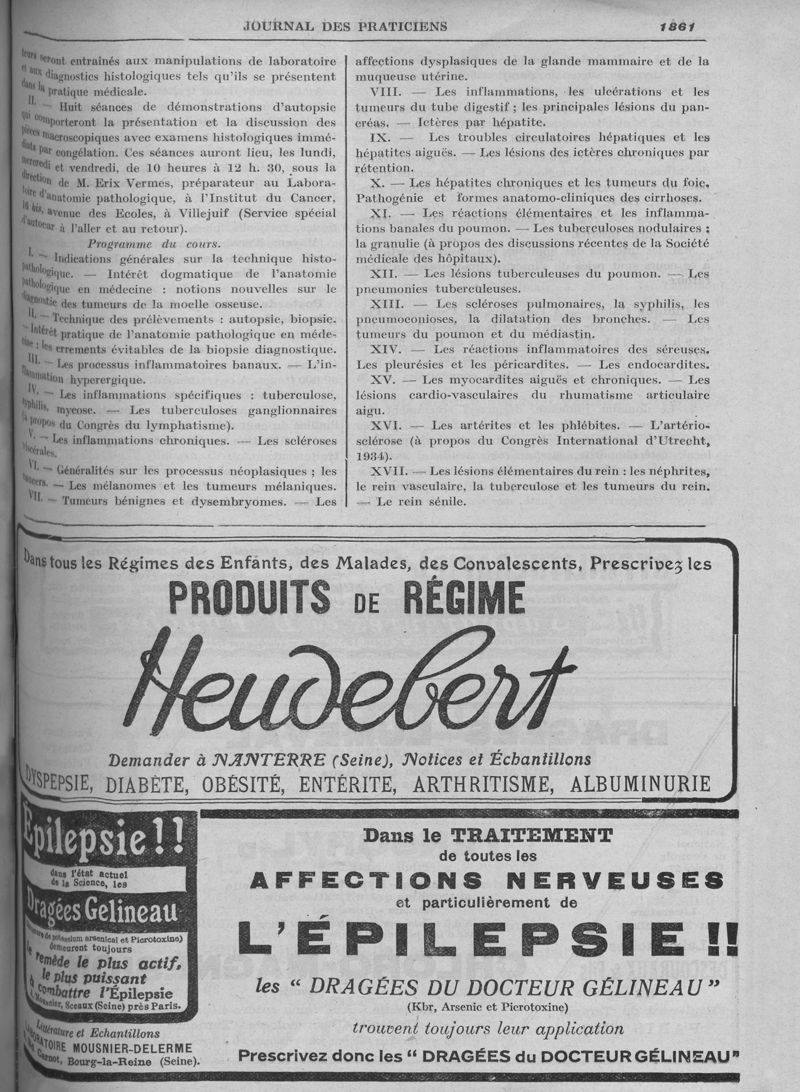 JOURNAL DES PRATICIENS
1861
teurs seront entraînés aux manipulations de laboratoire
et aux diagnostics histologiques tels qu'ils se présentent
dans la pratique médicale.
II. — Huit séances de démonstrations d'autopsie
qui comporteront la présentation et la discussion des
pièces macroscopiques avec examens histologiques immé-
diats par congélation. Ces séances auront lieu, les lundi,
mercredi et vendredi, de 10 heures à 12 h. 30, sous la
direction de M. Erix Vermes, préparateur au Labora-
toire d'anatomie pathologique, à l'Institut du Cancer,
16 bis, avenue des Ecoles, à Villejuif (Service spécial
d'autocar à l'aller et au retour).
Programme du cours.
I. — Indications générales sur la technique histo-
pathologique. — Intérêt dogmatique de l'anatomie
pathologique en médecine : notions nouvelles sur le
diagnostic des tumeurs de la moelle osseuse.
II. — Technique des prélèvements : autopsie, biopsie.
— Intérêt pratique de l'anatomie pathologique en méde-
cine : les errements évitables de la biopsie diagnostique.
III. — Les processus inflammatoires banaux. — L'in-
flammation hyperergique.
IV. — Les inflammations spécifiques : tuberculose,
syphilis, mycose. — Les tuberculoses ganglionnaires
(à propos du Congrès du lymphatisme).
V. — Les inflammations chroniques. — Les scléroses
viscérales.
VI. — Généralités sur les processus néoplasiques ; les
cancers. — Les mélanomes et les tumeurs mélaniques.
VII. — Tumeurs bénignes et dysembryomes. — Les
affections dysplasiques de la glande mammaire et de la
muqueuse utérine.
VIII. — Les inflammations, les ulcérations et les
tumeurs du tube digestif ; les principales lésions du pan-
créas. — Ictères par hépatite.
IX. — Les troubles circulatoires hépatiques et les
hépatites aiguës. — Les lésions des ictères chroniques par
rétention.
X. — Les hépatites chroniques et les tumeurs du foie.
Pathogénie et formes anatomo-cliniques des cirrhoses.
XI. — Les réactions élémentaires et les inflamma-
tions banales du poumon. — Les tuberculoses nodulaires ;
la granulie (à propos des discussions récentes de la Société
médicale des hôpitaux).
XII. — Les lésions tuberculeuses du poumon. — Les
pneumonies tuberculeuses.
XIII. — Les scléroses pulmonaires, la syphilis, les
pneumoconioses, la dilatation des bronches. — Les
tumeurs du poumon et du médiastin.
XIV. — Les réactions inflammatoires des séreuses.
Les pleurésies et les péricardites. — Les endocardites.
XV. — Les myocardites aiguës et chroniques. — Les
lésions cardio-vasculaires du rhumatisme articulaire
aigu.
XVI. — Les artérites et les phlébites. — L'artério-
sclérose (à propos du Congrès International d'Utrecht,
1934).
XVII. — Les lésions élémentaires du rein : les néphrites,
le rein vasculaire, la tuberculose et les tumeurs du rein.
— Le rein sénile.
Dans tous les Régimes des Enfants, des Malades, des Convalescents, Prescrivez les
PRODUITS DE RÉGIME
Heudebert
Demander à NANTERRE (Seine), Notices et Échantillons
DYSPEPSIE, DIABÈTE, OBÉSITÉ, ENTÉRITE, ARTHRITISME, ALBUMINURIE
Epilepsie!!
dans l'état actuel
de la Science, les
Dragées Gelineau
de potassium arsenical et Picrotoxine)
demeurent toujours
remède le plus actif,
le plus puissant
combattre l'Épilepsie
Sceaux (Seine) près Paris.
Littérature et Echantillons
LABORATOIRE MOUSNIER-DELERME
Carnot, Bourg-la-Reine (Seine).
Dans le TRAITEMENT
de toutes les
AFFECTIONS NERVEUSES
et particulièrement de
L'ÉPILEPSIE!!
les " DRAGÉES DU DOCTEUR GÉLINEAU"
(Kbr, Arsenic et Picrotoxine)
trouvent toujours leur application
Prescrivez donc les " DRAGÉES du DOCTEUR GÉLINEAU"